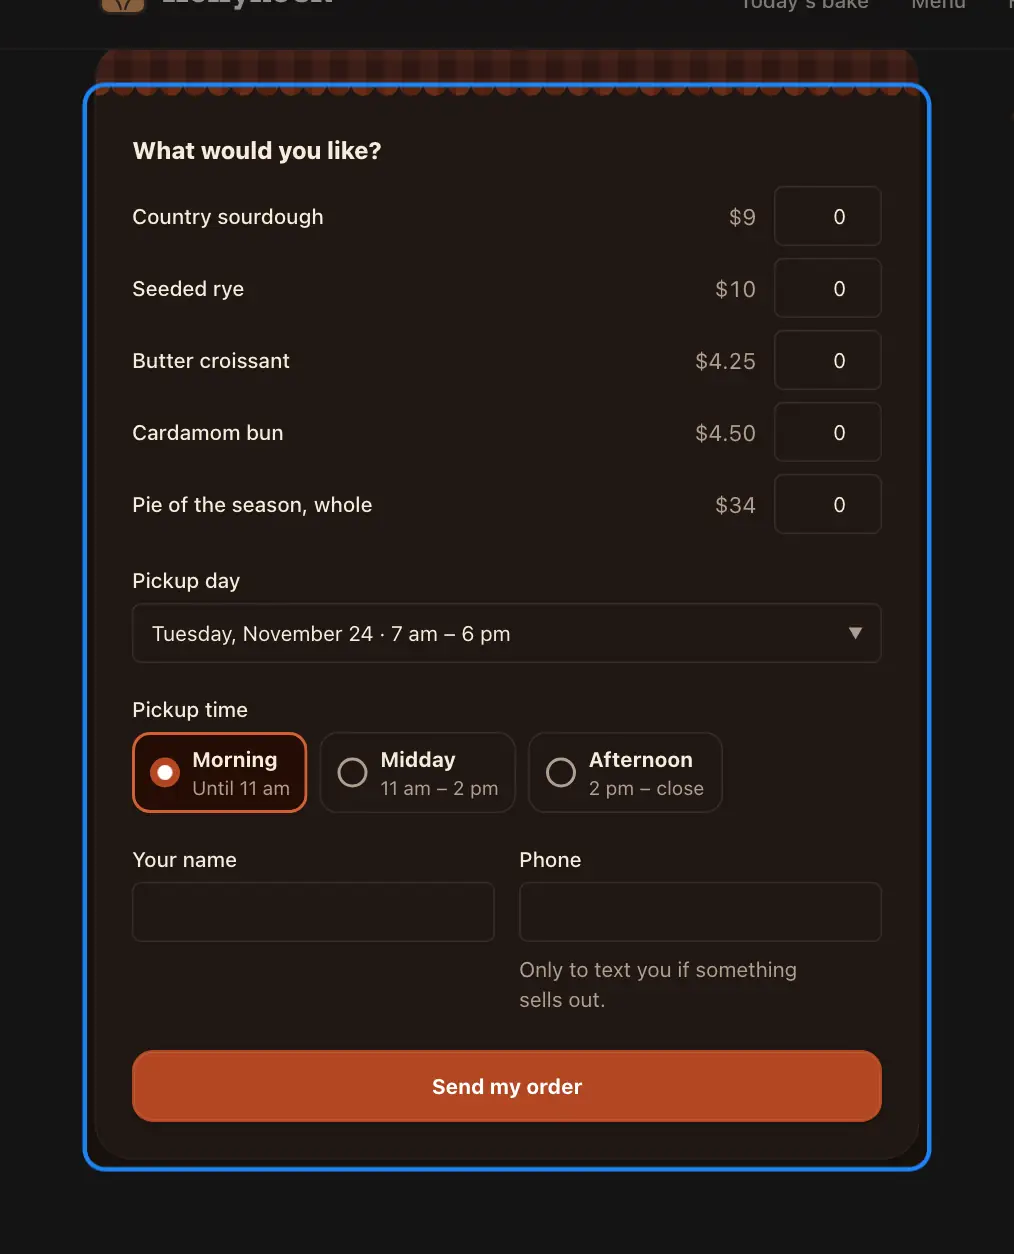 Today's bake Menu
What would you like?
Country sourdough $9 0
Seeded rye $10 0
Butter croissant $4.25 0
Cardamom bun $4.50 0
Pie of the season, whole $34 0
Pickup day
Tuesday, November 24 · 7 am – 6 pm
Pickup time
Morning
Until 11 am
Midday
11 am – 2 pm
Afternoon
2 pm – close
Your name
Phone
Only to text you if something
sells out.
Send my order